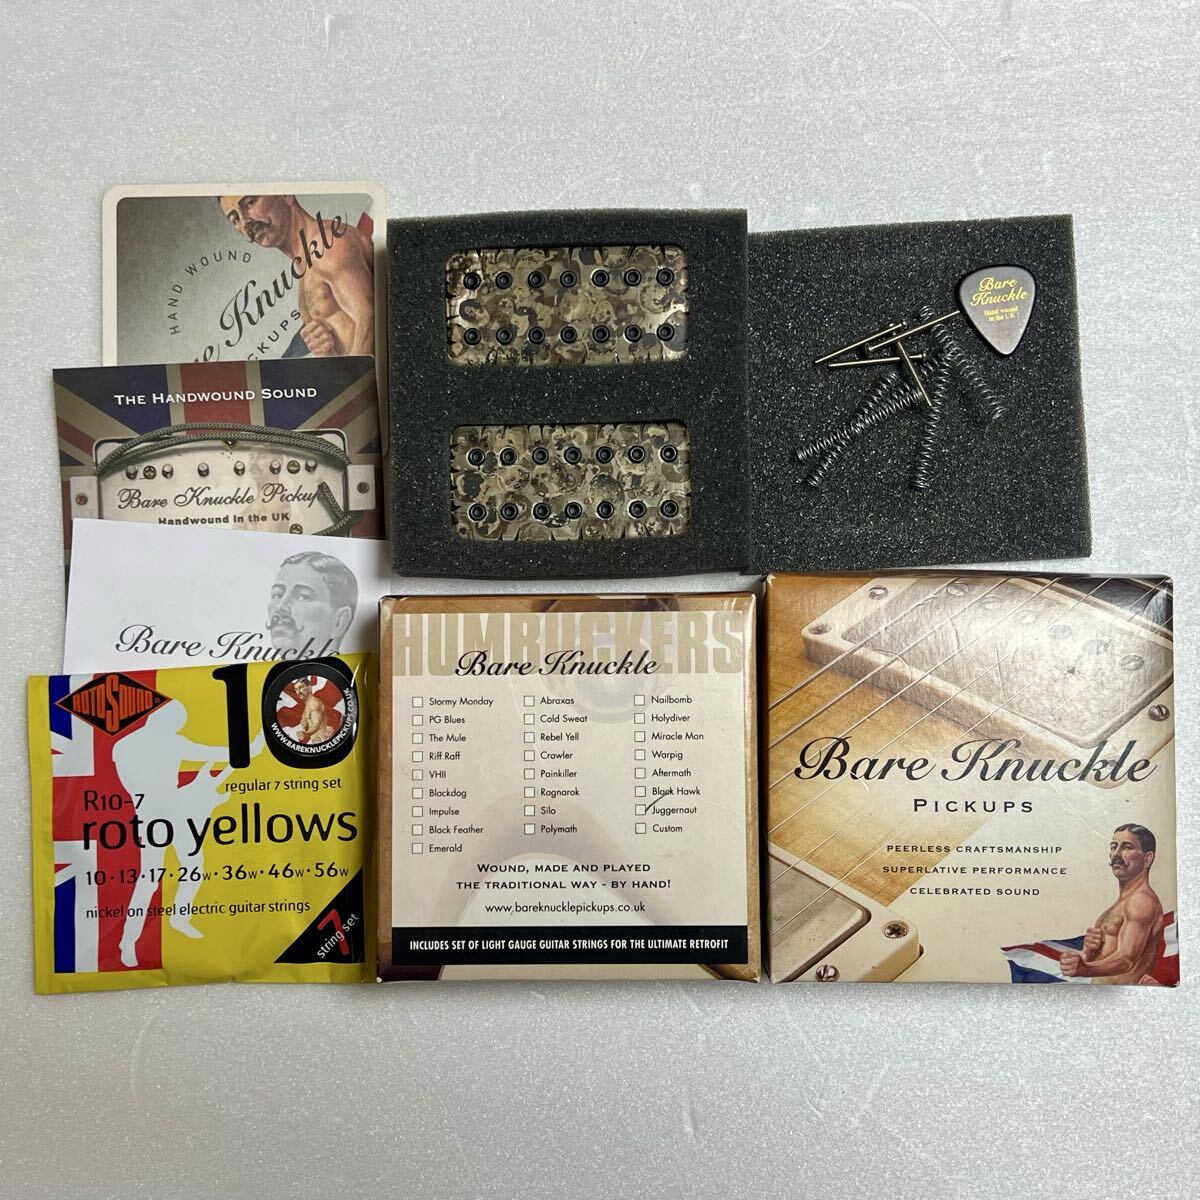 HAND WOUND
Bare Knuckle
PICKUPS
THE HANDWOUND SOUND
Bare Knuckle Pickup
Handwound In the UK
Bare Knuckle
ROTOSOUND
10
WWW.BAREKNUCKLEPICKUPS.CO.UK
regular 7 string set
R10-7
roto yellows
10·13·17·26w·36w·46w·56w
nickel on steel electric guitar strings
7
string set
Bare
Knuckle
Hand wound
in the U.K
HUMBUCKERS
Bare Knuckle
Stormy Monday
PG Blues
The Mule
Riff Raff
VHII
Blackdog
Impulse
Black Feather
Emerald
Abraxas
Cold Sweat
Rebel Yell
Crawler
Painkiller
Ragnarok
Silo
Polymath
Nailbomb
Holydiver
Miracle Man
Warpig
Aftermath
Black Hawk
Juggernaut
Custom
WOUND, MADE AND PLAYED
THE TRADITIONAL WAY - BY HAND!
www.bareknucklepickups.co.uk
INCLUDES SET OF LIGHT GAUGE GUITAR STRINGS FOR THE ULTIMATE RETROFIT
Bare Knuckle
PICKUPS
PEERLESS CRAFTSMANSHIP
SUPERLATIVE PERFORMANCE
CELEBRATED SOUND